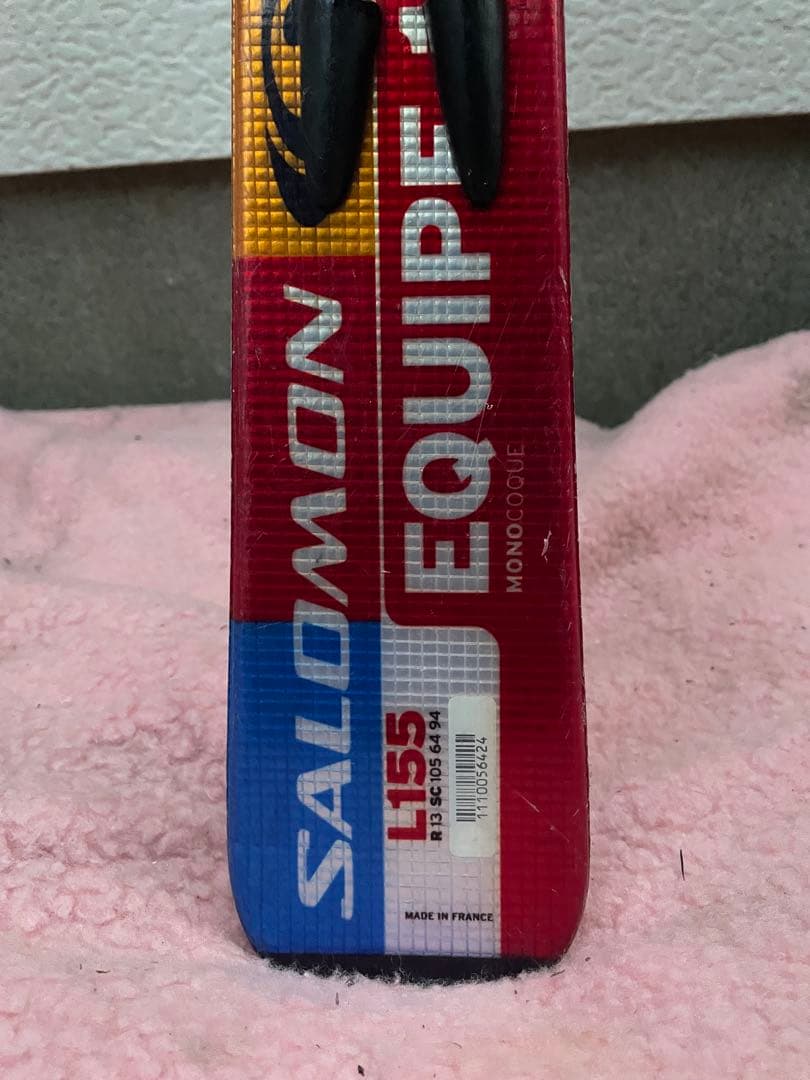 SALOMON
EQUIPE
MONOCOQUE
L155
R 13 SC 105 64 94
1110056424
MADE IN FRANCE